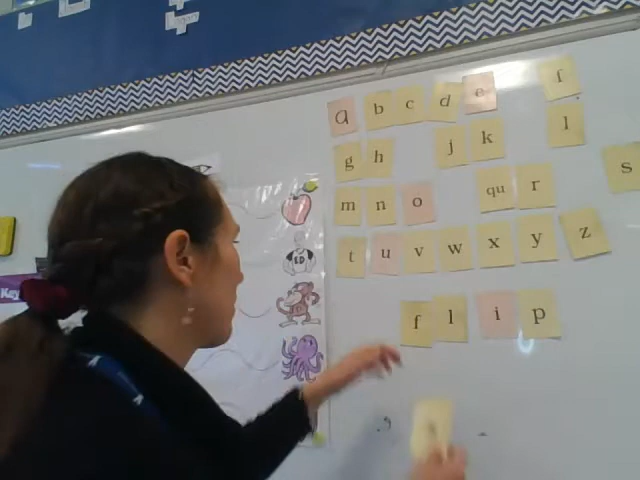 a b c d e f
g h j k l
m n o qu r s
t u v w x y z
f l i p